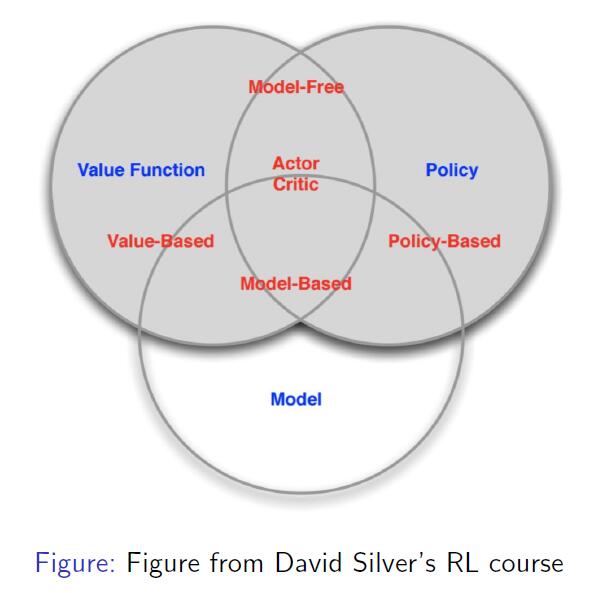 Model-Free
Actor
Critic
Value Function
Policy
Value-Based
Policy-Based
Model-Based
Model
Figure: Figure from David Silver's RL course